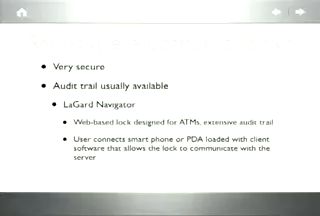 Very secure
Audit trail usually available
LaGard Navigator
Web-based lock designed for ATMs, extensive audit trail
User connects smart phone or PDA loaded with client
software that allows the lock to communicate with the
server